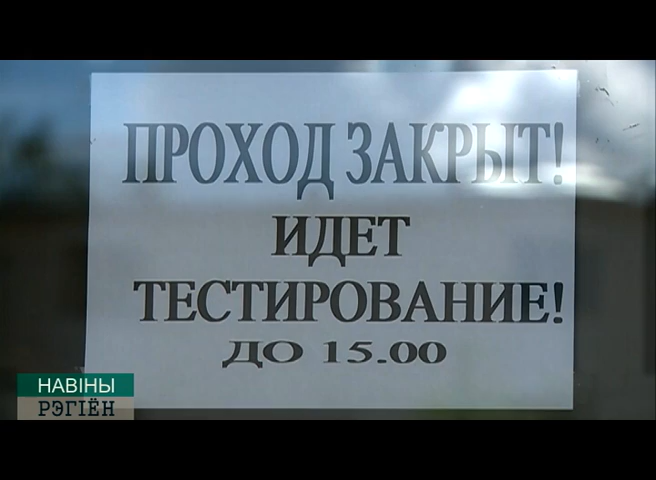 ПРОХОД ЗАКРЫТ!
ИДЕТ
ТЕСТИРОВАНИЕ!
ДО 15.00
НАВІНЫ
РЭГІЁН